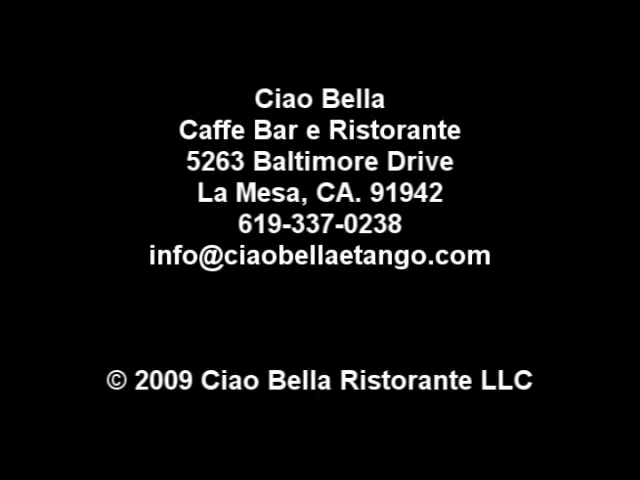 Ciao Bella
Caffe Bar e Ristorante
5263 Baltimore Drive
La Mesa, CA. 91942
619-337-0238
info@ciaobellaetango.com
© 2009 Ciao Bella Ristorante LLC